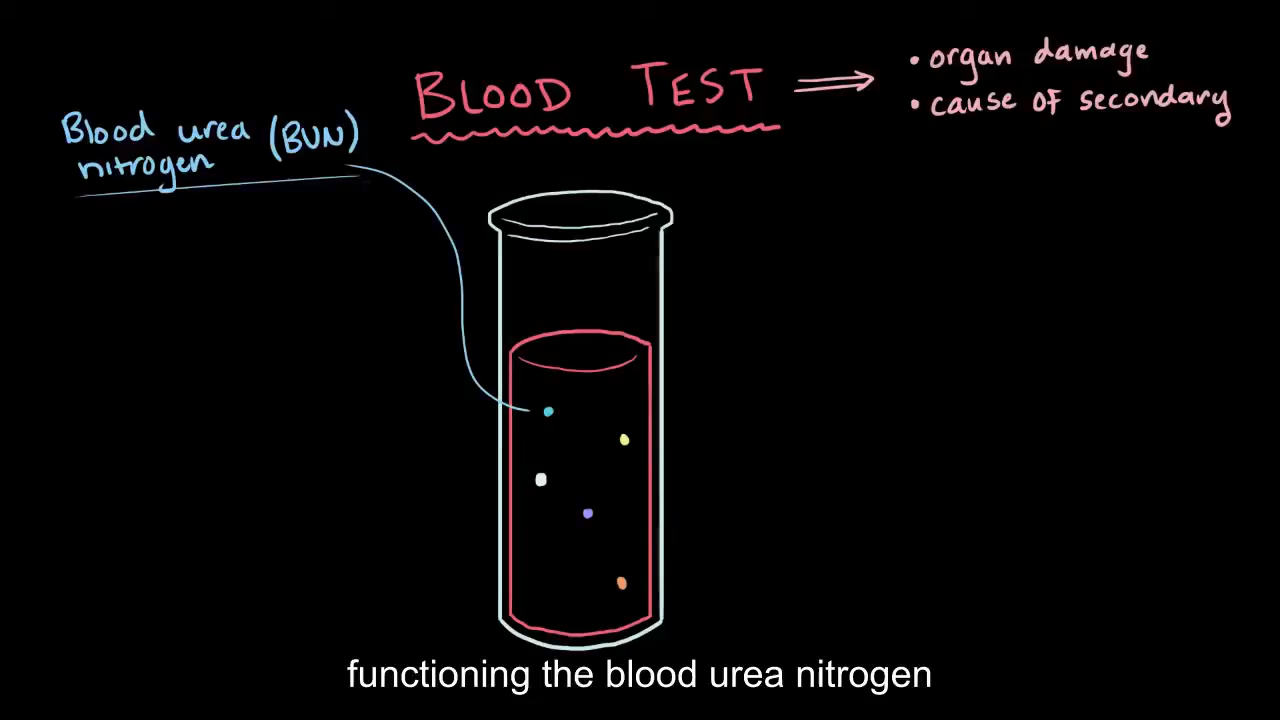 BLOOD TEST
• organ damage
• cause of secondary
Blood urea (BUN)
nitrogen
functioning the blood urea nitrogen